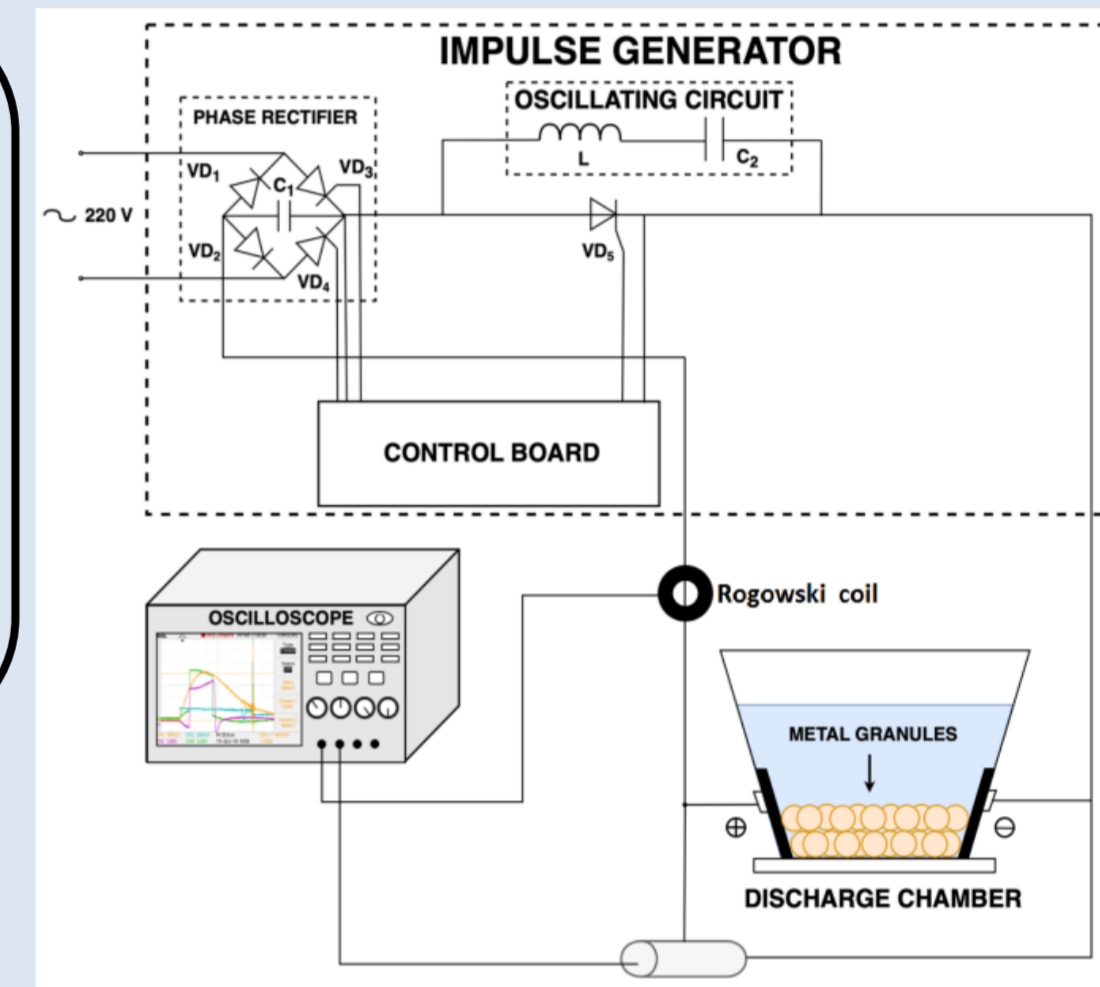 IMPULSE GENERATOR
OSCILLATING CIRCUIT
PHASE RECTIFIER
L
C₂
VD₁
C₁
VD₃
~ 220 V
VD₂
VD₄
VD₅
CONTROL BOARD
OSCILLOSCOPE
Rogowski coil
METAL GRANULES
⊕
⊖
DISCHARGE CHAMBER